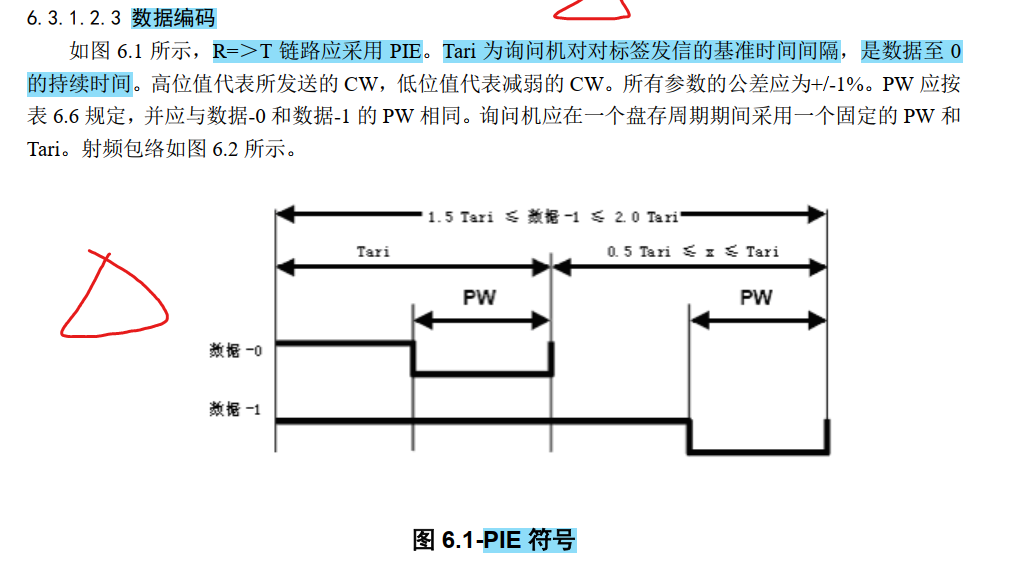 6.3.1.2.3 数据编码
如图 6.1 所示，R=>T 链路应采用 PIE。Tari 为询问机对对标签发信的基准时间间隔，是数据至 0
的持续时间。高位值代表所发送的 CW，低位值代表减弱的 CW。所有参数的公差应为+/-1%。PW 应按
表 6.6 规定，并应与数据-0 和数据-1 的 PW 相同。询问机应在一个盘存周期期间采用一个固定的 PW 和
Tari。射频包络如图 6.2 所示。
1.5 Tari ≤ 数据-1 ≤ 2.0 Tari
Tari
0.5 Tari ≤ x ≤ Tari
PW
PW
数据-0
数据-1
图 6.1-PIE 符号